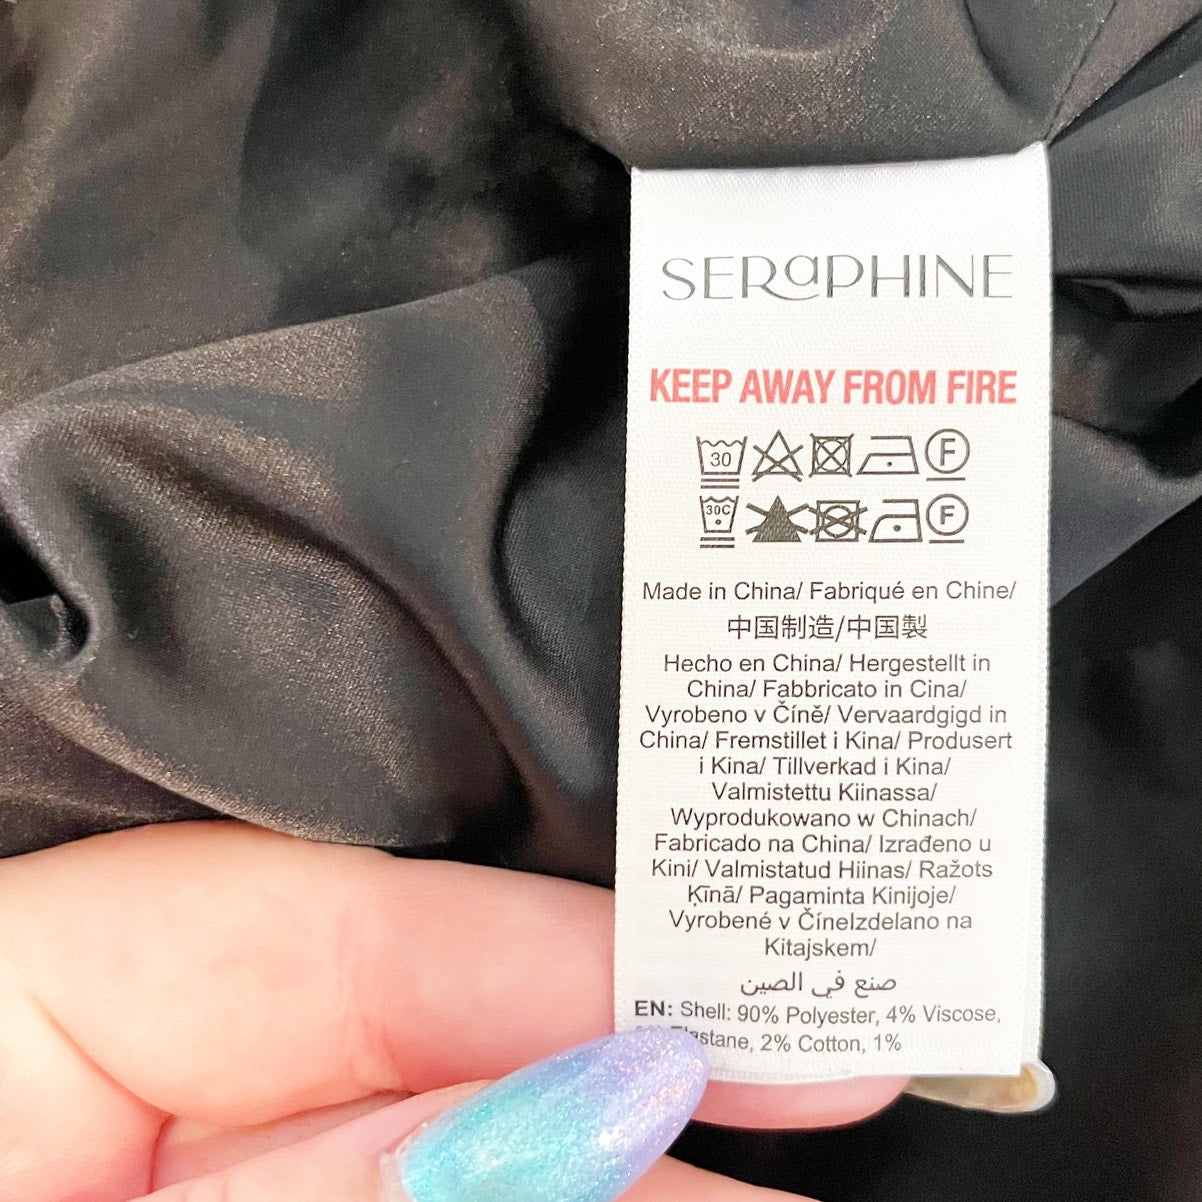 SERAPHINE
KEEP AWAY FROM FIRE
30 F
30C F
Made in China/ Fabriqué en Chine/
中国制造/中国製
Hecho en China/ Hergestellt in
China/ Fabbricato in Cina/
Vyrobeno v Číně/ Vervaardgigd in
China/ Fremstillet i Kina/ Produsert
i Kina/ Tillverkad i Kina/
Valmistettu Kiinassa/
Wyprodukowano w Chinach/
Fabricado na China/ Izrađeno u
Kini/ Valmistatud Hiinas/ Ražots
Ķīnā/ Pagaminta Kinijoje/
Vyrobené v ČíneIzdelano na
Kitajskem/
صنع في الصين
EN: Shell: 90% Polyester, 4% Viscose,
2% Cotton, 1%